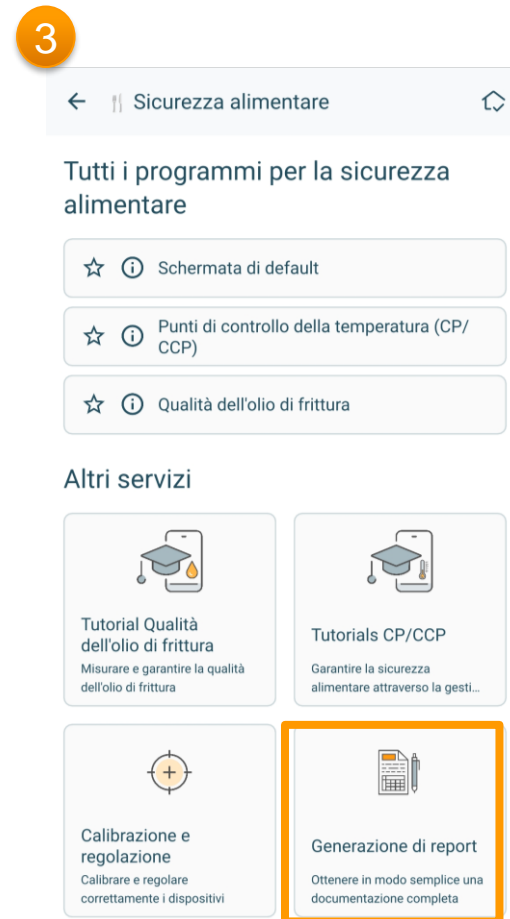 3
Sicurezza alimentare
Tutti i programmi per la sicurezza
alimentare
Schermata di default
Punti di controllo della temperatura (CP/
CCP)
Qualità dell'olio di frittura
Altri servizi
Tutorial Qualità
dell'olio di frittura
Misurare e garantire la qualità
dell'olio di frittura
Tutorials CP/CCP
Garantire la sicurezza
alimentare attraverso la gesti...
Calibrazione e
regolazione
Calibrare e regolare
correttamente i dispositivi
Generazione di report
Ottenere in modo semplice una
documentazione completa